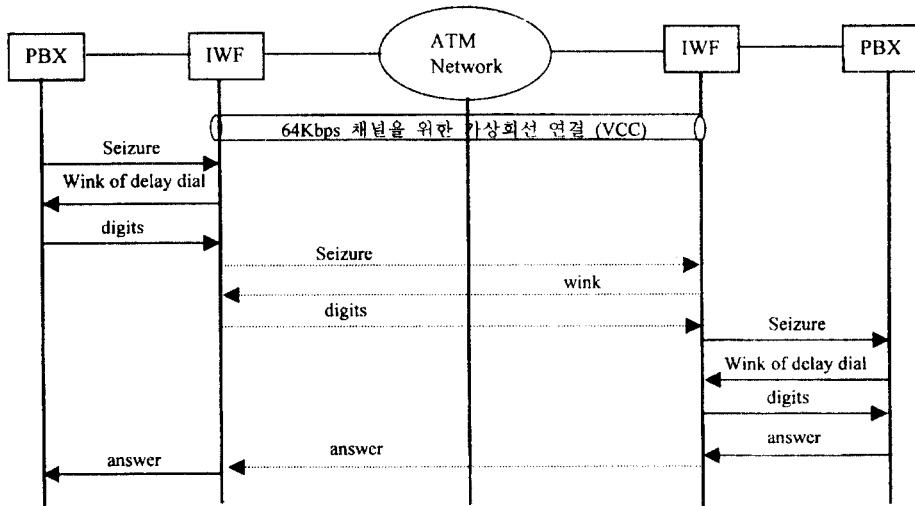 PBX
IWF
ATM
Network
IWF
PBX
64Kbps 채널을 위한 가상회선 연결 (VCC)
Seizure
Wink of delay dial
digits
Seizure
wink
digits
Seizure
Wink of delay dial
digits
answer
answer
answer